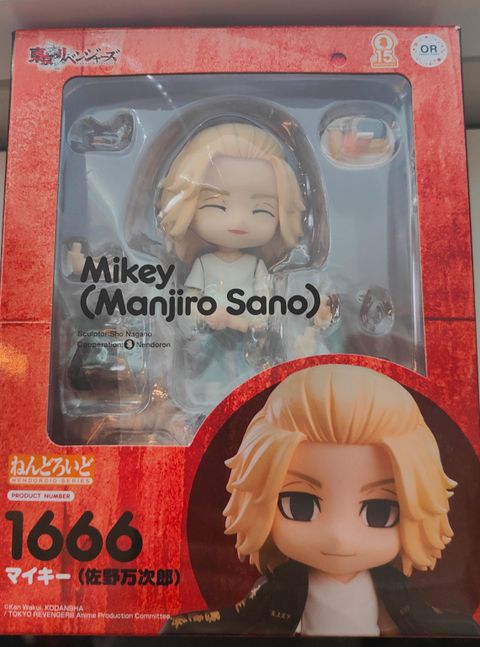 東京リベンジャーズ
15
OR
Mikey
(Manjiro Sano)
Sculptor:Sho Nagano
Cooperation: Nendoron
ねんどろいど
NENDOROID・SERIES
PRODUCT NUMBER
1666
マイキー(佐野万次郎)
©Ken Wakui, KODANSHA
/ TOKYO REVENGERS Anime Production Committee.